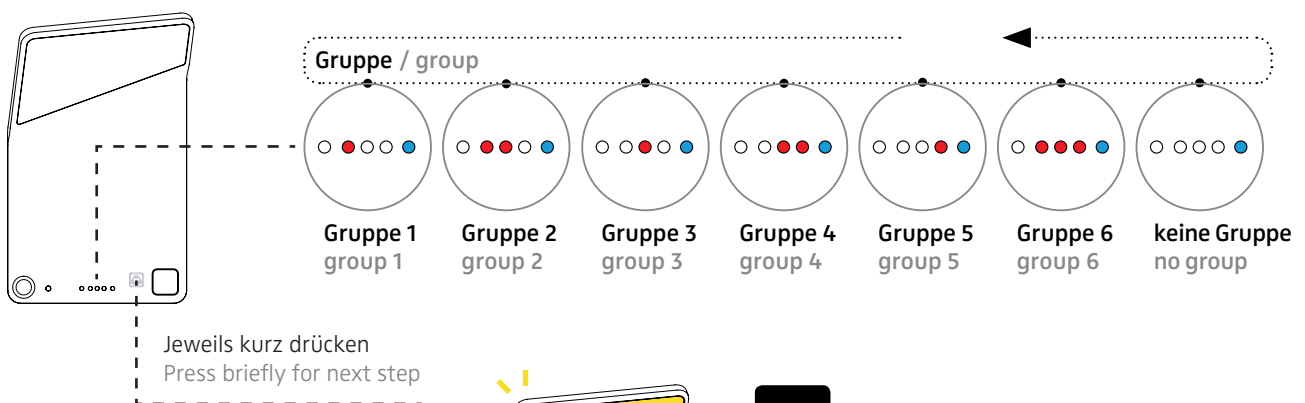 Gruppe / group
Gruppe 1
group 1
Gruppe 2
group 2
Gruppe 3
group 3
Gruppe 4
group 4
Gruppe 5
group 5
Gruppe 6
group 6
keine Gruppe
no group
Jeweils kurz drücken
Press briefly for next step